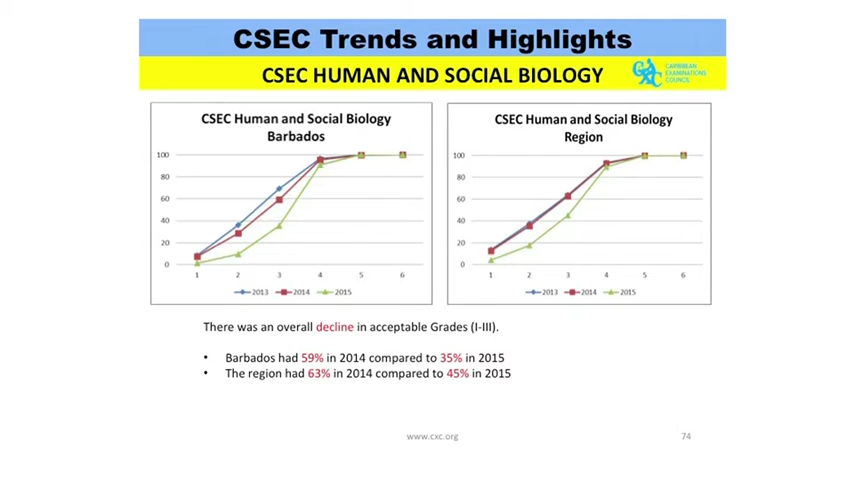 CSEC Trends and Highlights
CSEC HUMAN AND SOCIAL BIOLOGY
CXC
CARIBBEAN
EXAMINATIONS
COUNCIL
CSEC Human and Social Biology
Barbados
100
80
60
40
20
0
1 2 3 4 5 6
2013 2014 2015
CSEC Human and Social Biology
Region
100
80
60
40
20
0
1 2 3 4 5 6
2013 2014 2015
There was an overall decline in acceptable Grades (I-III).
• Barbados had 59% in 2014 compared to 35% in 2015
• The region had 63% in 2014 compared to 45% in 2015
www.cxc.org
74